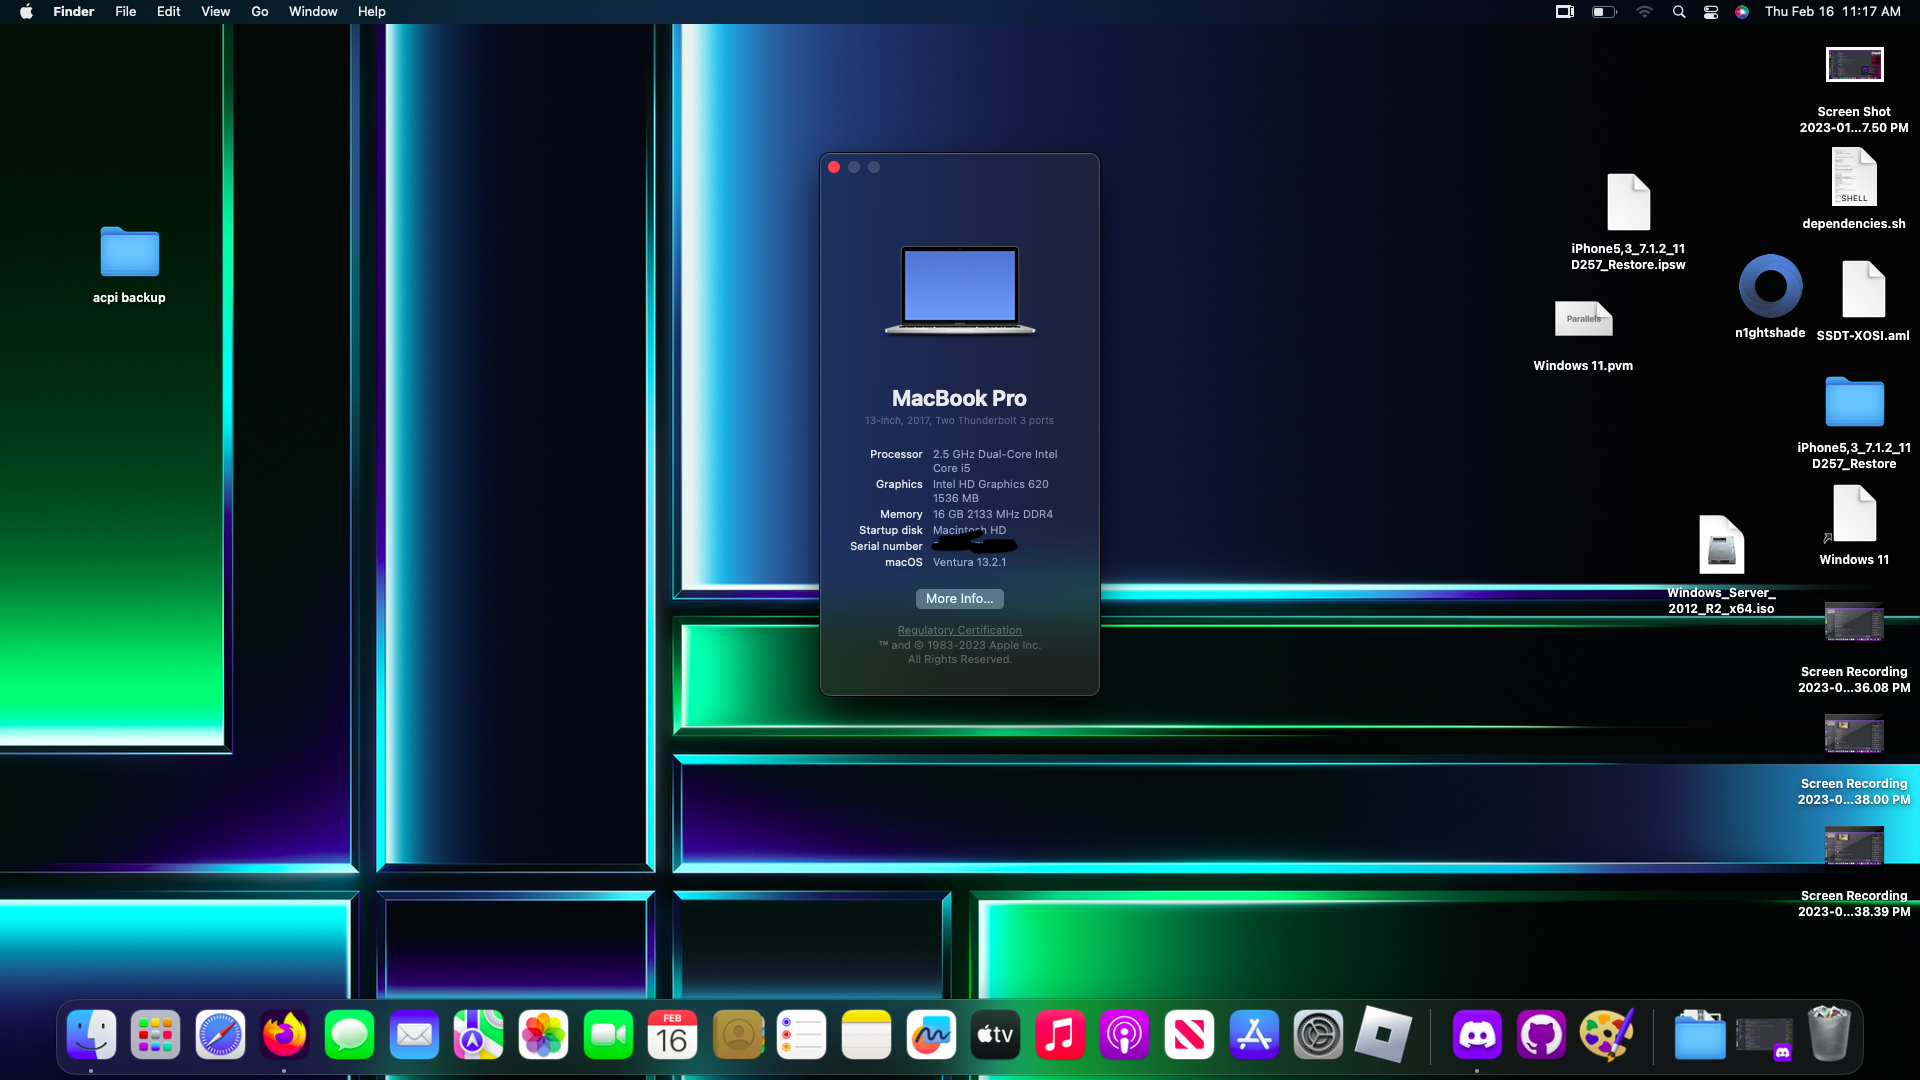 Finder File Edit View Go Window Help
Thu Feb 16 11:17 AM
Screen Shot
2023-01...7.50 PM
SHELL
dependencies.sh
iPhone5,3_7.1.2_11
D257_Restore.ipsw
n1ghtshade
SSDT-XOSI.aml
Parallels
Windows 11.pvm
acpi backup
iPhone5,3_7.1.2_11
D257_Restore
Windows 11
Windows_Server_
2012_R2_x64.iso
Screen Recording
2023-0...36.08 PM
Screen Recording
2023-0...38.00 PM
Screen Recording
2023-0...38.39 PM
MacBook Pro
13-inch, 2017, Two Thunderbolt 3 ports
Processor 2.5 GHz Dual-Core Intel
Core i5
Graphics Intel HD Graphics 620
1536 MB
Memory 16 GB 2133 MHz DDR4
Startup disk Macintosh HD
Serial number
macOS Ventura 13.2.1
More Info...
Regulatory Certification
™ and © 1983-2023 Apple Inc.
All Rights Reserved.
FEB
16
tv